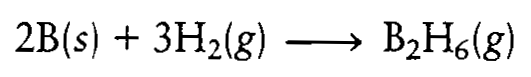 2B(s) + 3H₂(g) ⟶ B₂H₆(g)